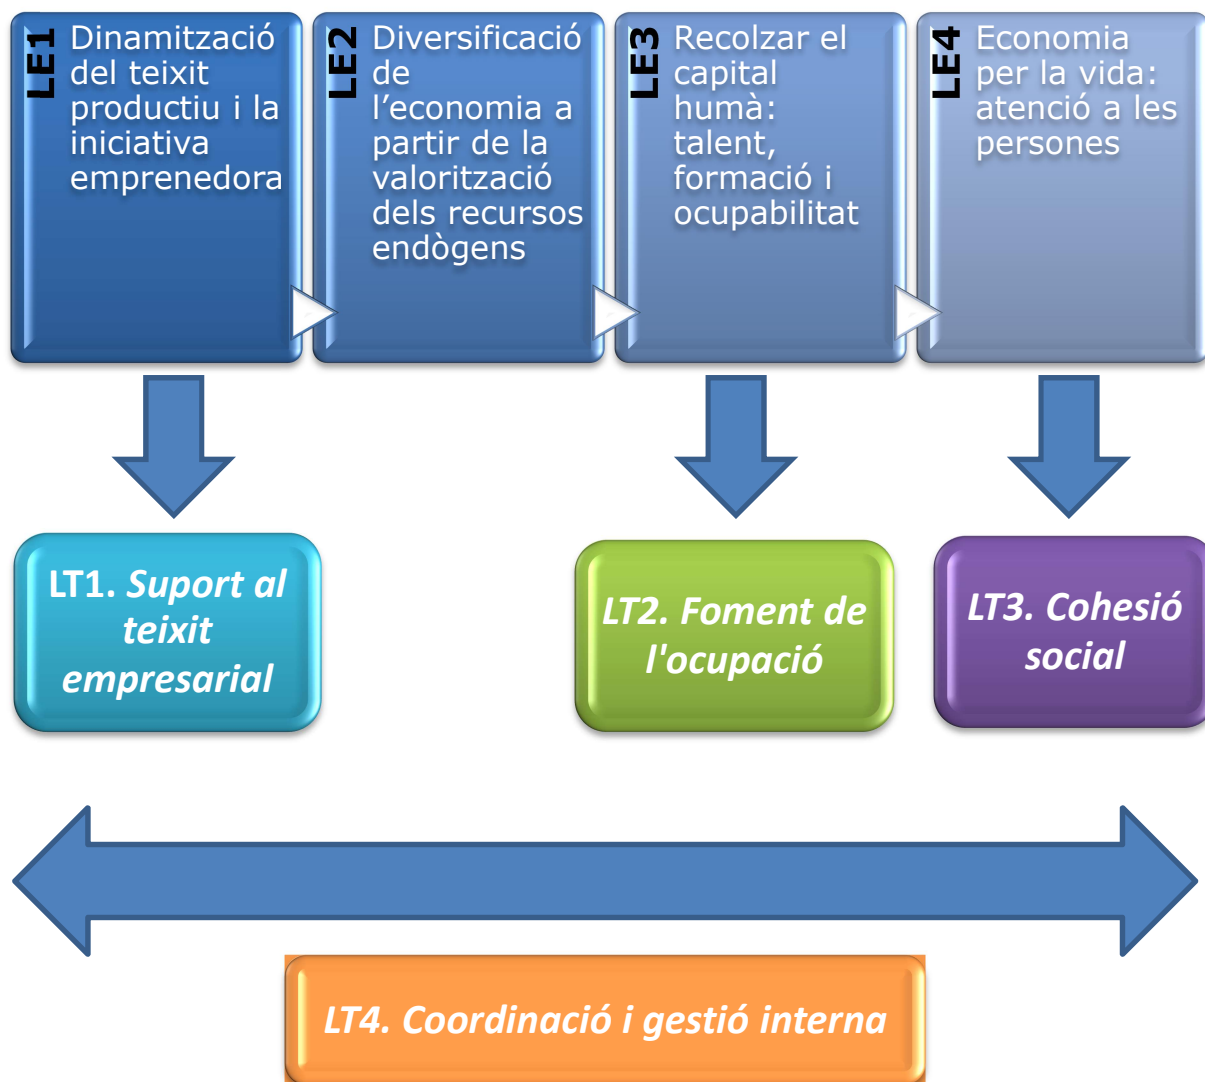 LE1
Dinamització
del teixit
productiu i la
iniciativa
emprenedora
LE2
Diversificació
de
l’economia a
partir de la
valorització
dels recursos
endògens
LE3
Recolzar el
capital
humà:
talent,
formació i
ocupabilitat
LE4
Economia
per la vida:
atenció a les
persones
LT1. Suport al
teixit
empresarial
LT2. Foment de
l'ocupació
LT3. Cohesió
social
LT4. Coordinació i gestió interna